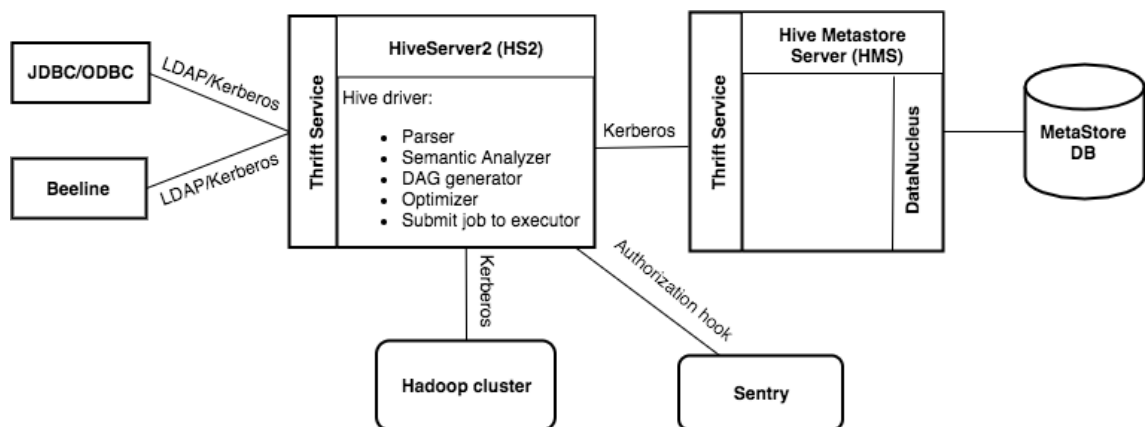 JDBC/ODBC
LDAP/Kerberos
Beeline
LDAP/Kerberos
Thrift Service
HiveServer2 (HS2)
Hive driver:
• Parser
• Semantic Analyzer
• DAG generator
• Optimizer
• Submit job to executor
Kerberos
Thrift Service
Hive Metastore
Server (HMS)
DataNucleus
MetaStore
DB
Kerberos
Authorization hook
Hadoop cluster
Sentry